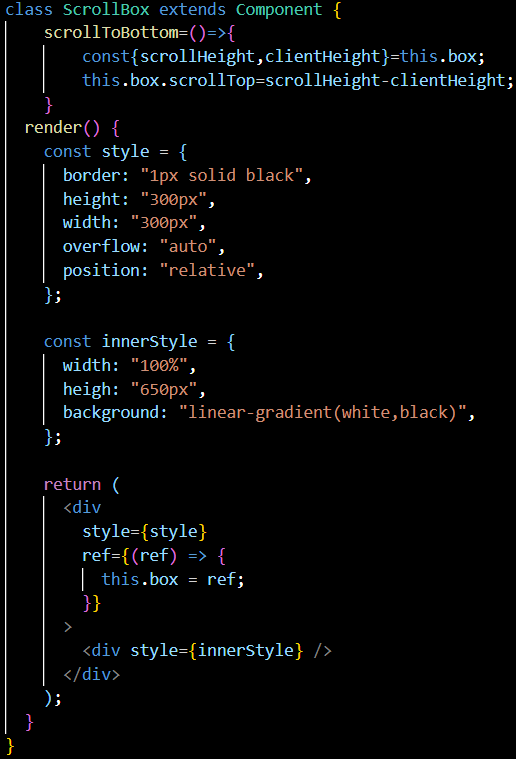 class ScrollBox extends Component {
scrollToBottom=()=>{
const{scrollHeight,clientHeight}=this.box;
this.box.scrollTop=scrollHeight-clientHeight;
}
render() {
const style = {
border: "1px solid black",
height: "300px",
width: "300px",
overflow: "auto",
position: "relative",
};
const innerStyle = {
width: "100%",
heigh: "650px",
background: "linear-gradient(white,black)",
};
return (
<div
style={style}
ref={(ref) => {
this.box = ref;
}}
>
<div style={innerStyle} />
</div>
);
}
}